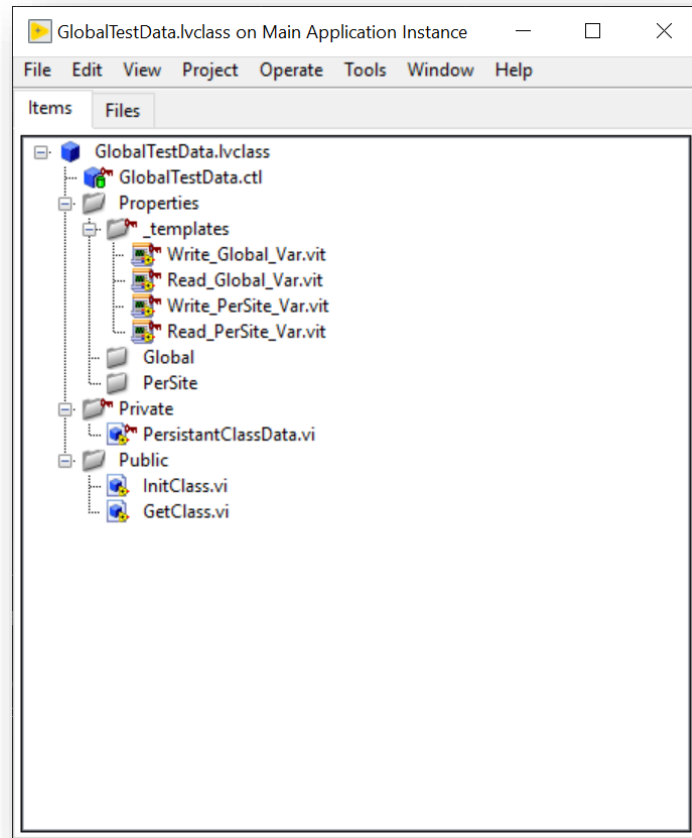 GlobalTestData.lvclass on Main Application Instance
File Edit View Project Operate Tools Window Help
Items Files
GlobalTestData.lvclass
GlobalTestData.ctl
Properties
_templates
Write_Global_Var.vit
Read_Global_Var.vit
Write_PerSite_Var.vit
Read_PerSite_Var.vit
Global
PerSite
Private
PersistantClassData.vi
Public
InitClass.vi
GetClass.vi